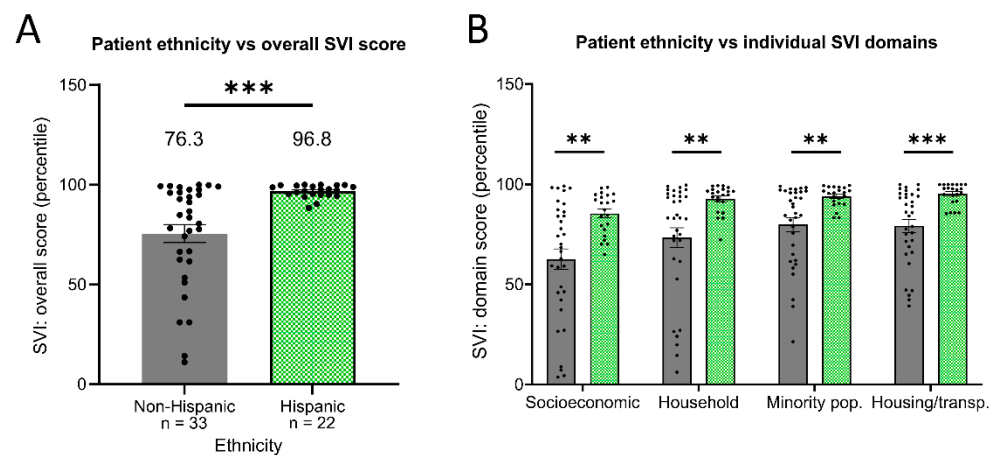 A
Patient ethnicity vs overall SVI score
SVI: overall score (percentile)
150
100
50
0
***
76.3 96.8
Non-Hispanic Hispanic
n = 33 n = 22
Ethnicity
B
Patient ethnicity vs individual SVI domains
SVI: domain score (percentile)
150
100
50
0
** ** ** ***
Socioeconomic Household Minority pop. Housing/transp.